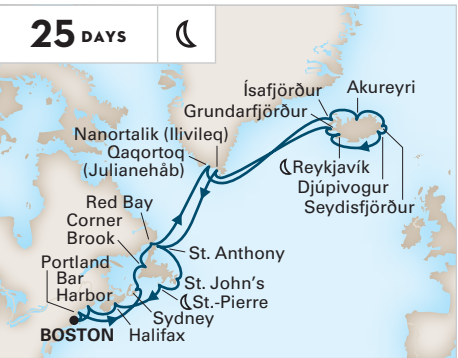 25 DAYS
Ísafjörður
Akureyri
Grundarfjörður
Nanortalik (Ilivileq)
Qaqortoq
(Julianehåb)
Reykjavík
Djúpivogur
Seydisfjörður
Red Bay
Corner
Brook
St. Anthony
Portland
Bar
Harbor
St. John's
St.-Pierre
Sydney
BOSTON
Halifax